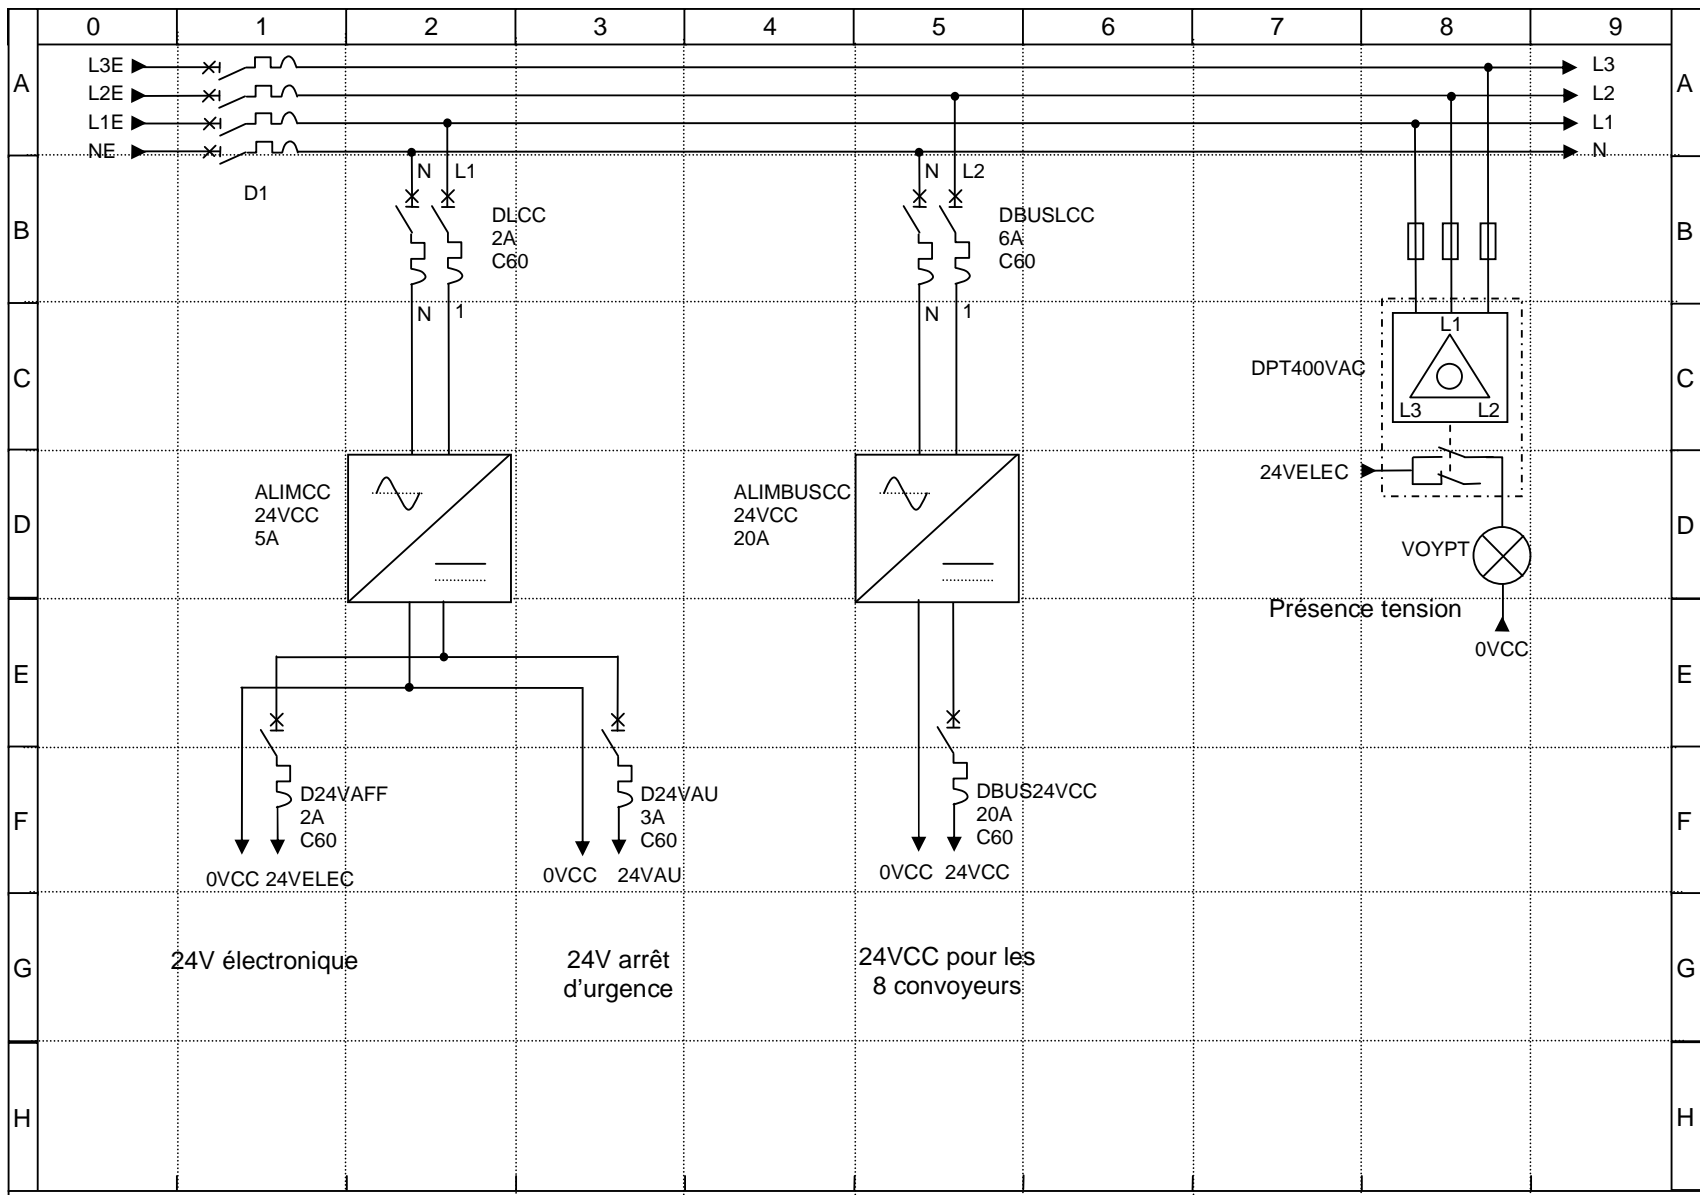 0 1 2 3 4 5 6 7 8 9
A L3E L3 A
L2E L2
L1E L1
NE N
N L1 N L2
D1
B B
DLCC
2A
C60
DBUSLCC
6A
C60
N 1 N 1
C C
DPT400VAC
L1
L3 L2
D D
ALIMCC
24VCC
5A
ALIMBUSCC
24VCC
20A
24VELEC
VOYPT
Présence tension
0VCC
E E
F F
D24VAFF
2A
C60
D24VAU
3A
C60
DBUS24VCC
20A
C60
0VCC 24VELEC
0VCC 24VAU
0VCC 24VCC
G G
24V électronique
24V arrêt
d’urgence
24VCC pour les
8 convoyeurs
H H